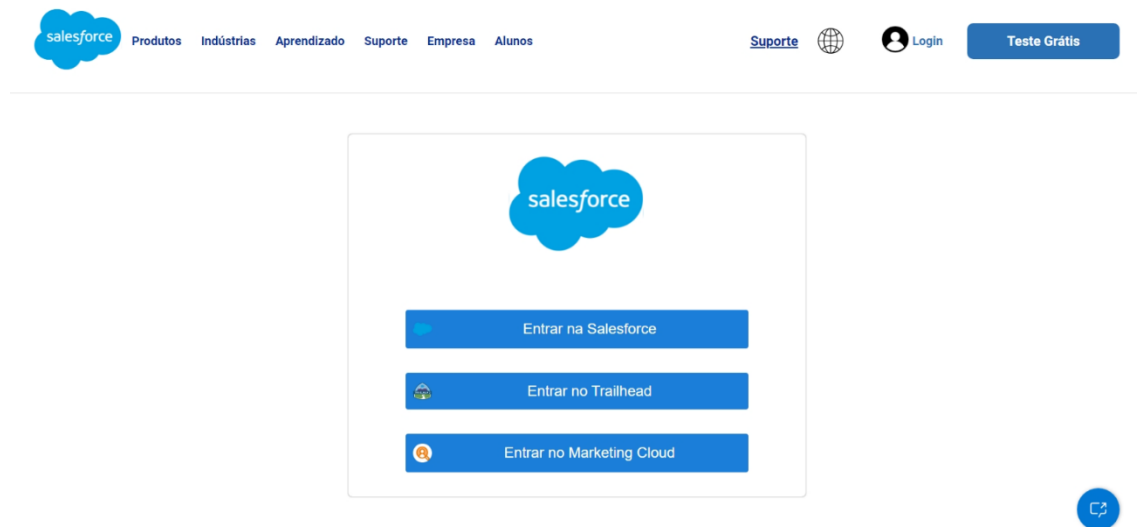 salesforce Produtos Indústrias Aprendizado Suporte Empresa Alunos Suporte Login Teste Grátis
salesforce
Entrar na Salesforce
Entrar no Trailhead
Entrar no Marketing Cloud